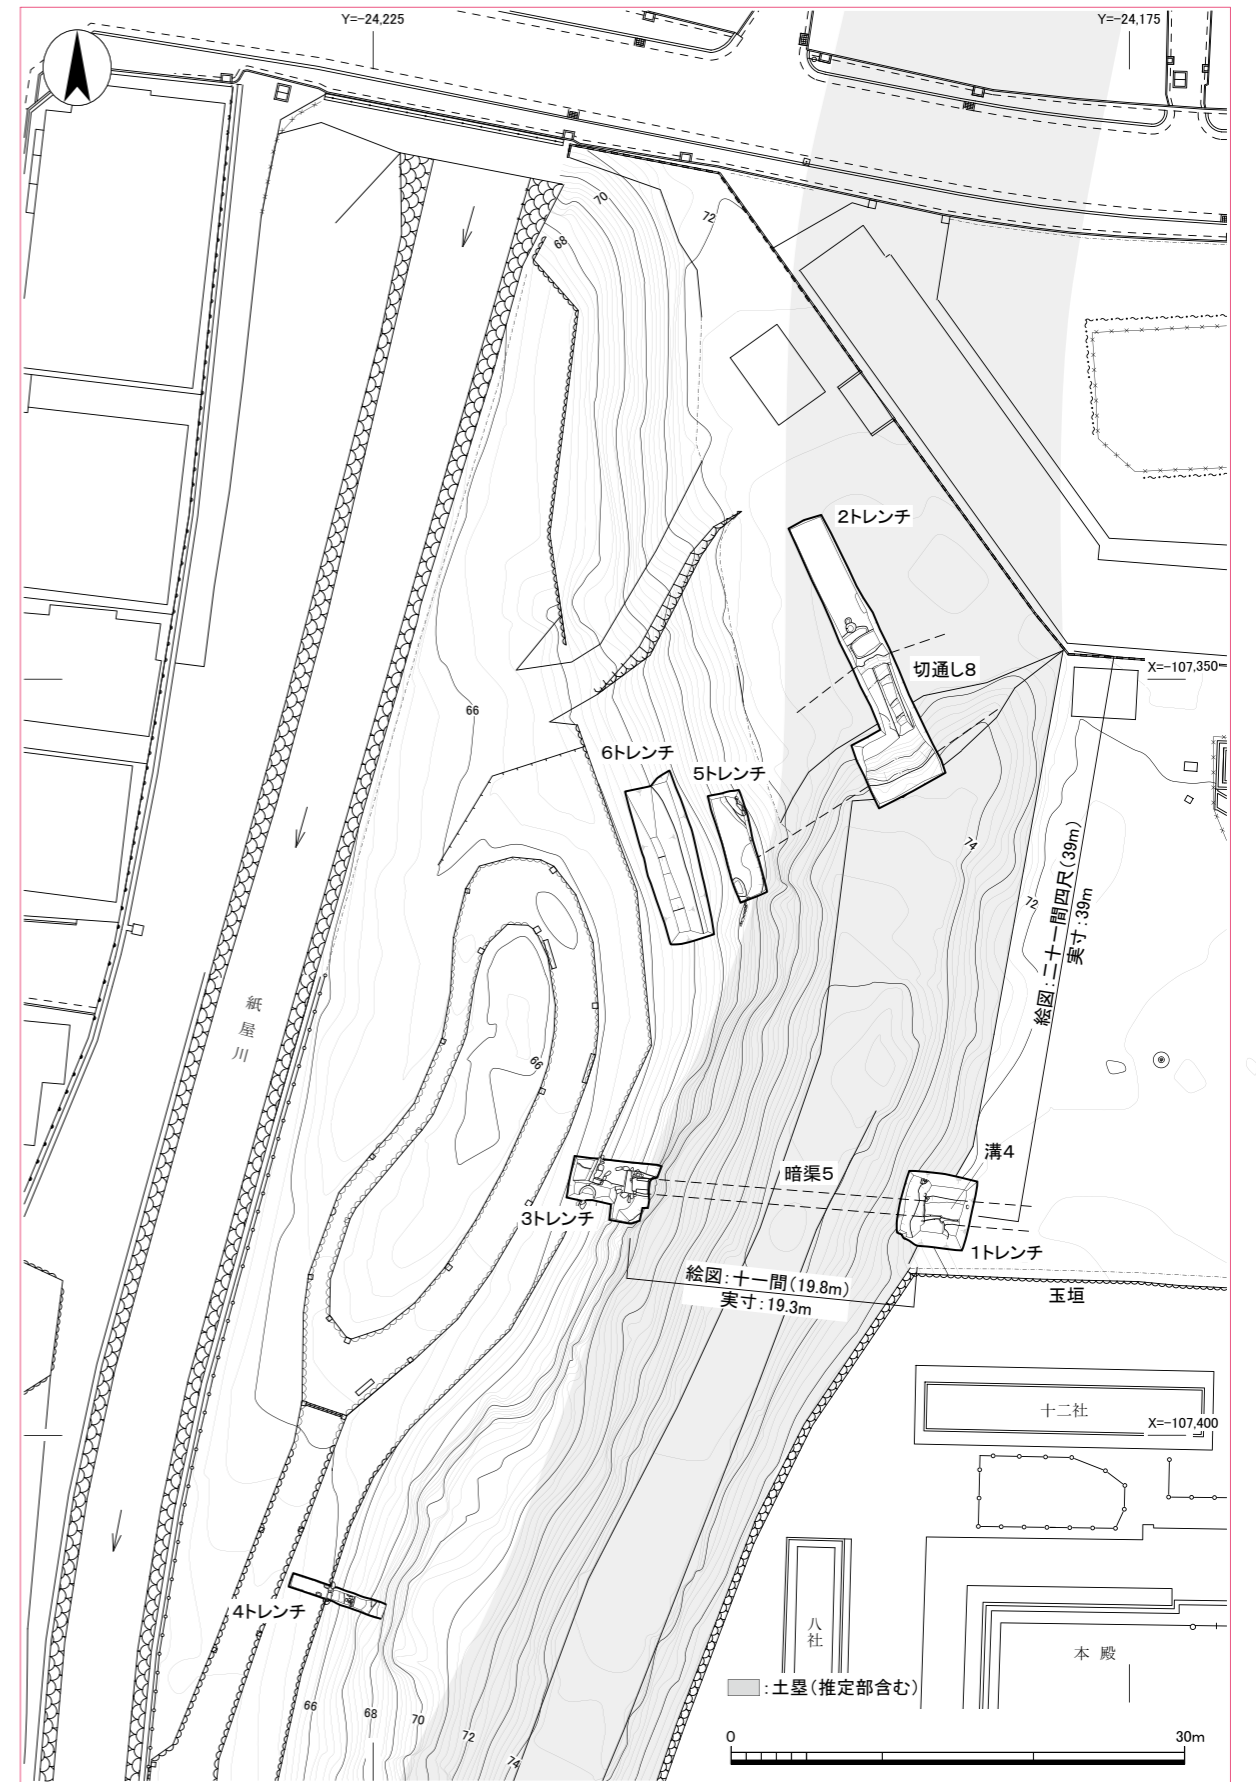 Y=-24,225
Y=-24,175
70
72
68
2トレンチ
切通し8
X=-107,350
66
6トレンチ
5トレンチ
74
72
絵図:二十一間四尺(39m)
実寸:39m
紙屋川
66
暗渠5
溝4
3トレンチ
1トレンチ
絵図:十一間(19.8m)
実寸:19.3m
玉垣
十二社
X=-107,400
4トレンチ
八社
本殿
:土塁(推定部含む)
66
68
70
72
74
0
30m